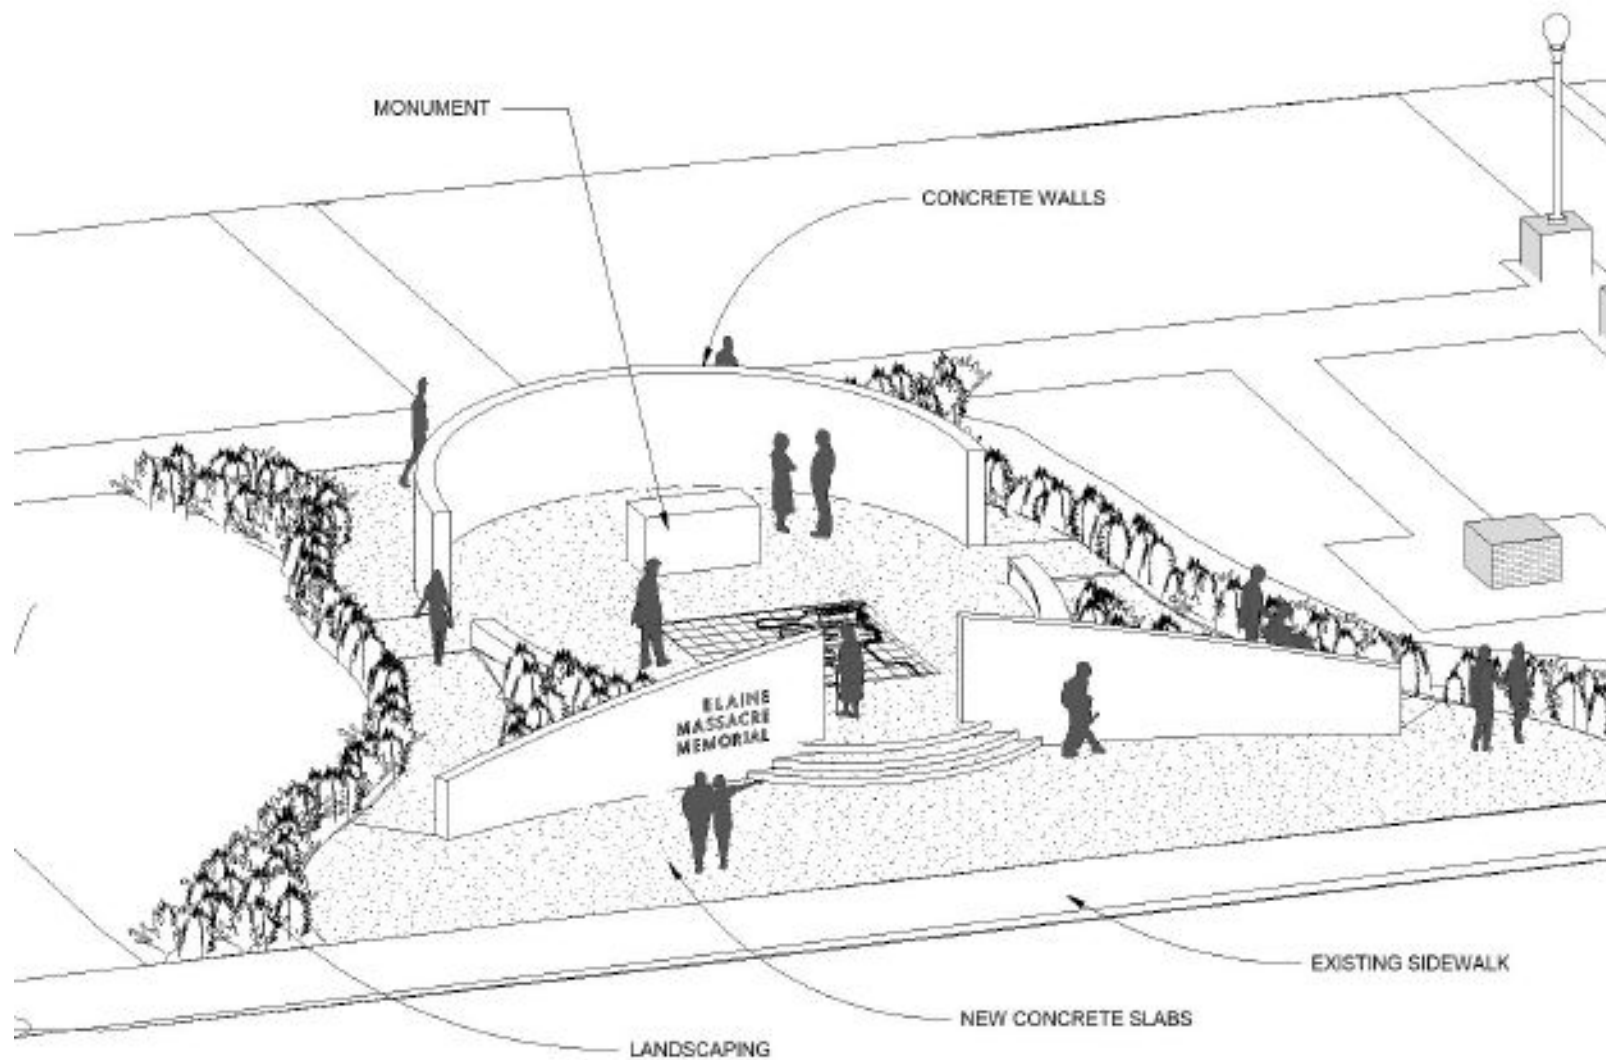 MONUMENT
CONCRETE WALLS
ELAINE
MASSACRE
MEMORIAL
EXISTING SIDEWALK
NEW CONCRETE SLABS
LANDSCAPING